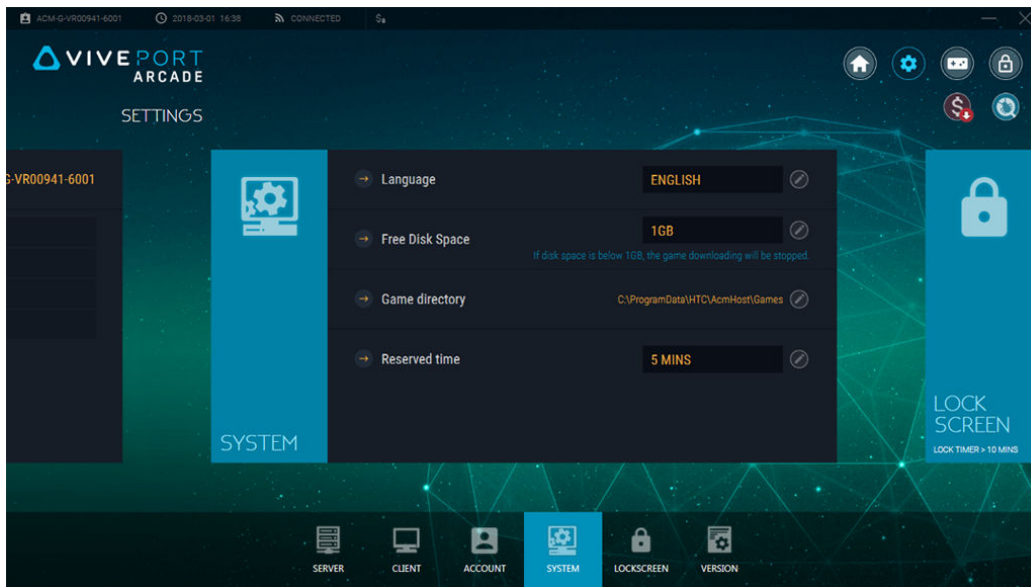 ACM-G-VR00941-6001 2018-03-01 16:38 CONNECTED
VIVEPORT
ARCADE
SETTINGS
G-VR00941-6001
Language ENGLISH
Free Disk Space 1GB
If disk space is below 1GB, the game downloading will be stopped.
Game directory C:\ProgramData\HTC\AcmHost\Games
Reserved time 5 MINS
SYSTEM
LOCK
SCREEN
LOCK TIMER > 10 MINS
SERVER CLIENT ACCOUNT SYSTEM LOCKSCREEN VERSION